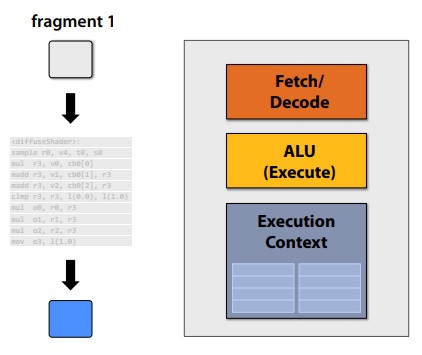 fragment 1
<diffuseShader>:
sample r0, v4, t0, s0
mul  r3, v0, cb0[0]
madd r3, v1, cb0[1], r3
madd r3, v2, cb0[2], r3
clmp r3, r3, l(0.0), l(1.0)
mul  o0, r0, r3
mul  o1, r1, r3
mul  o2, r2, r3
mov  o3, l(1.0)
Fetch/
Decode
ALU
(Execute)
Execution
Context